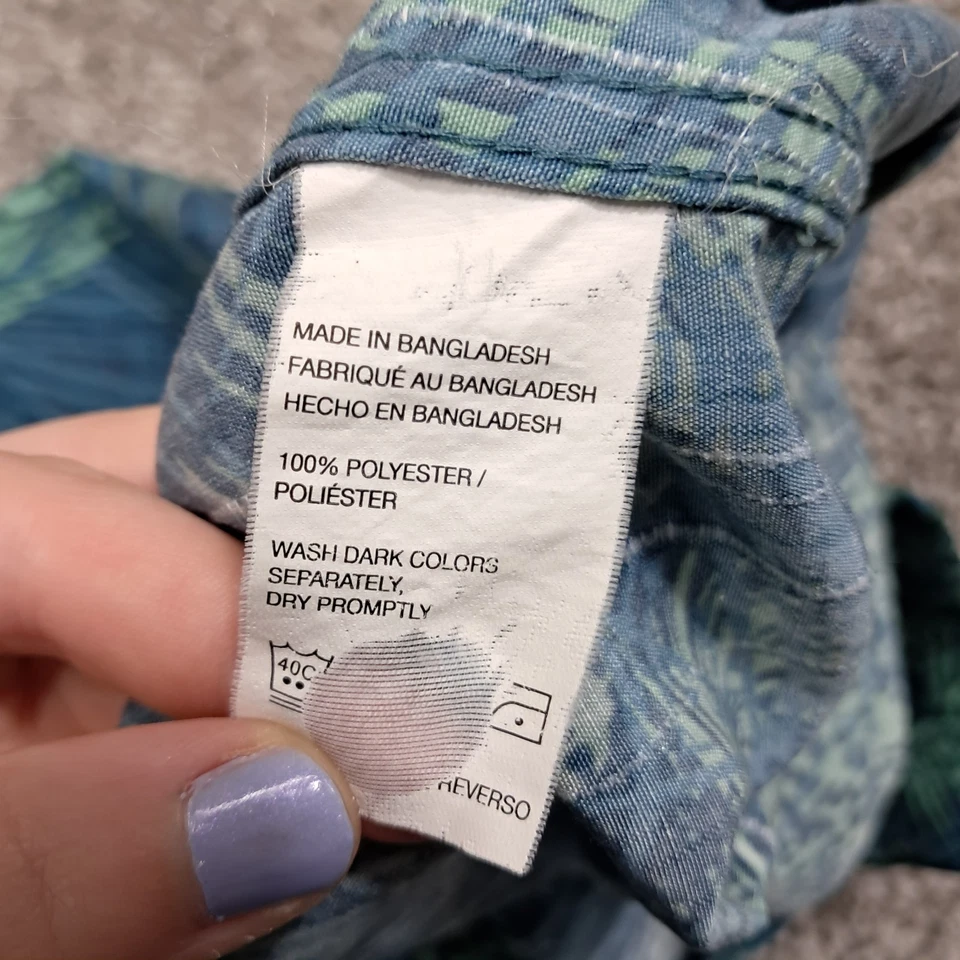 MADE IN BANGLADESH
FABRIQUÉ AU BANGLADESH
HECHO EN BANGLADESH
100% POLYESTER /
POLIÉSTER
WASH DARK COLORS
SEPARATELY,
DRY PROMPTLY
40C
REVERSO